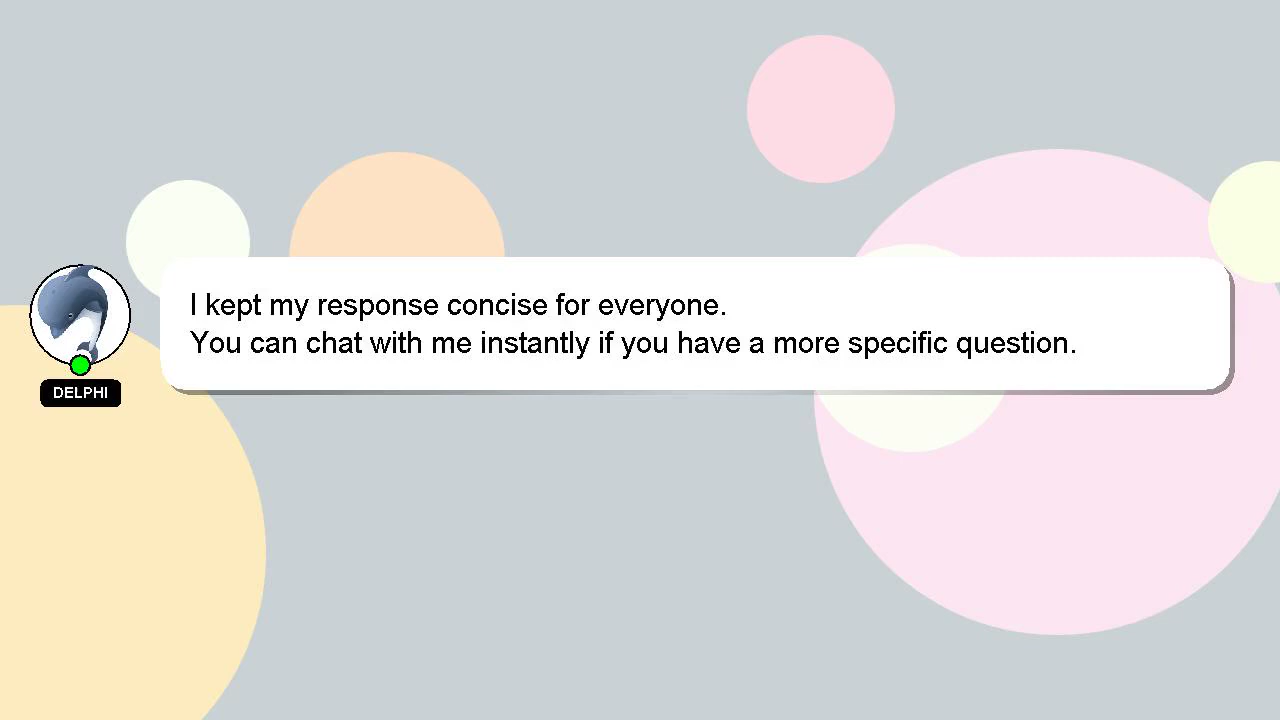 I kept my response concise for everyone.
You can chat with me instantly if you have a more specific question.
DELPHI